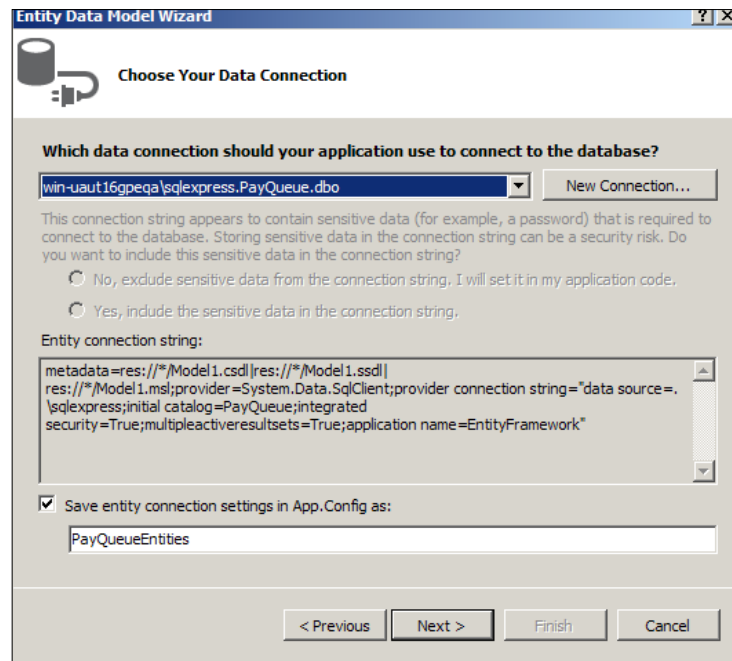 Entity Data Model Wizard
Choose Your Data Connection
Which data connection should your application use to connect to the database?
win-uaut16gpeqa\sqlexpress.PayQueue.dbo
New Connection...
This connection string appears to contain sensitive data (for example, a password) that is required to
connect to the database. Storing sensitive data in the connection string can be a security risk. Do
you want to include this sensitive data in the connection string?
No, exclude sensitive data from the connection string. I will set it in my application code.
Yes, include the sensitive data in the connection string.
Entity connection string:
metadata=res://*/Model1.csdl|res://*/Model1.ssdl|
res://*/Model1.msl;provider=System.Data.SqlClient;provider connection string="data source=.
\sqlexpress;initial catalog=PayQueue;integrated
security=True;multipleactiveresultsets=True;application name=EntityFramework"
Save entity connection settings in App.Config as:
PayQueueEntities
< Previous
Next >
Finish
Cancel